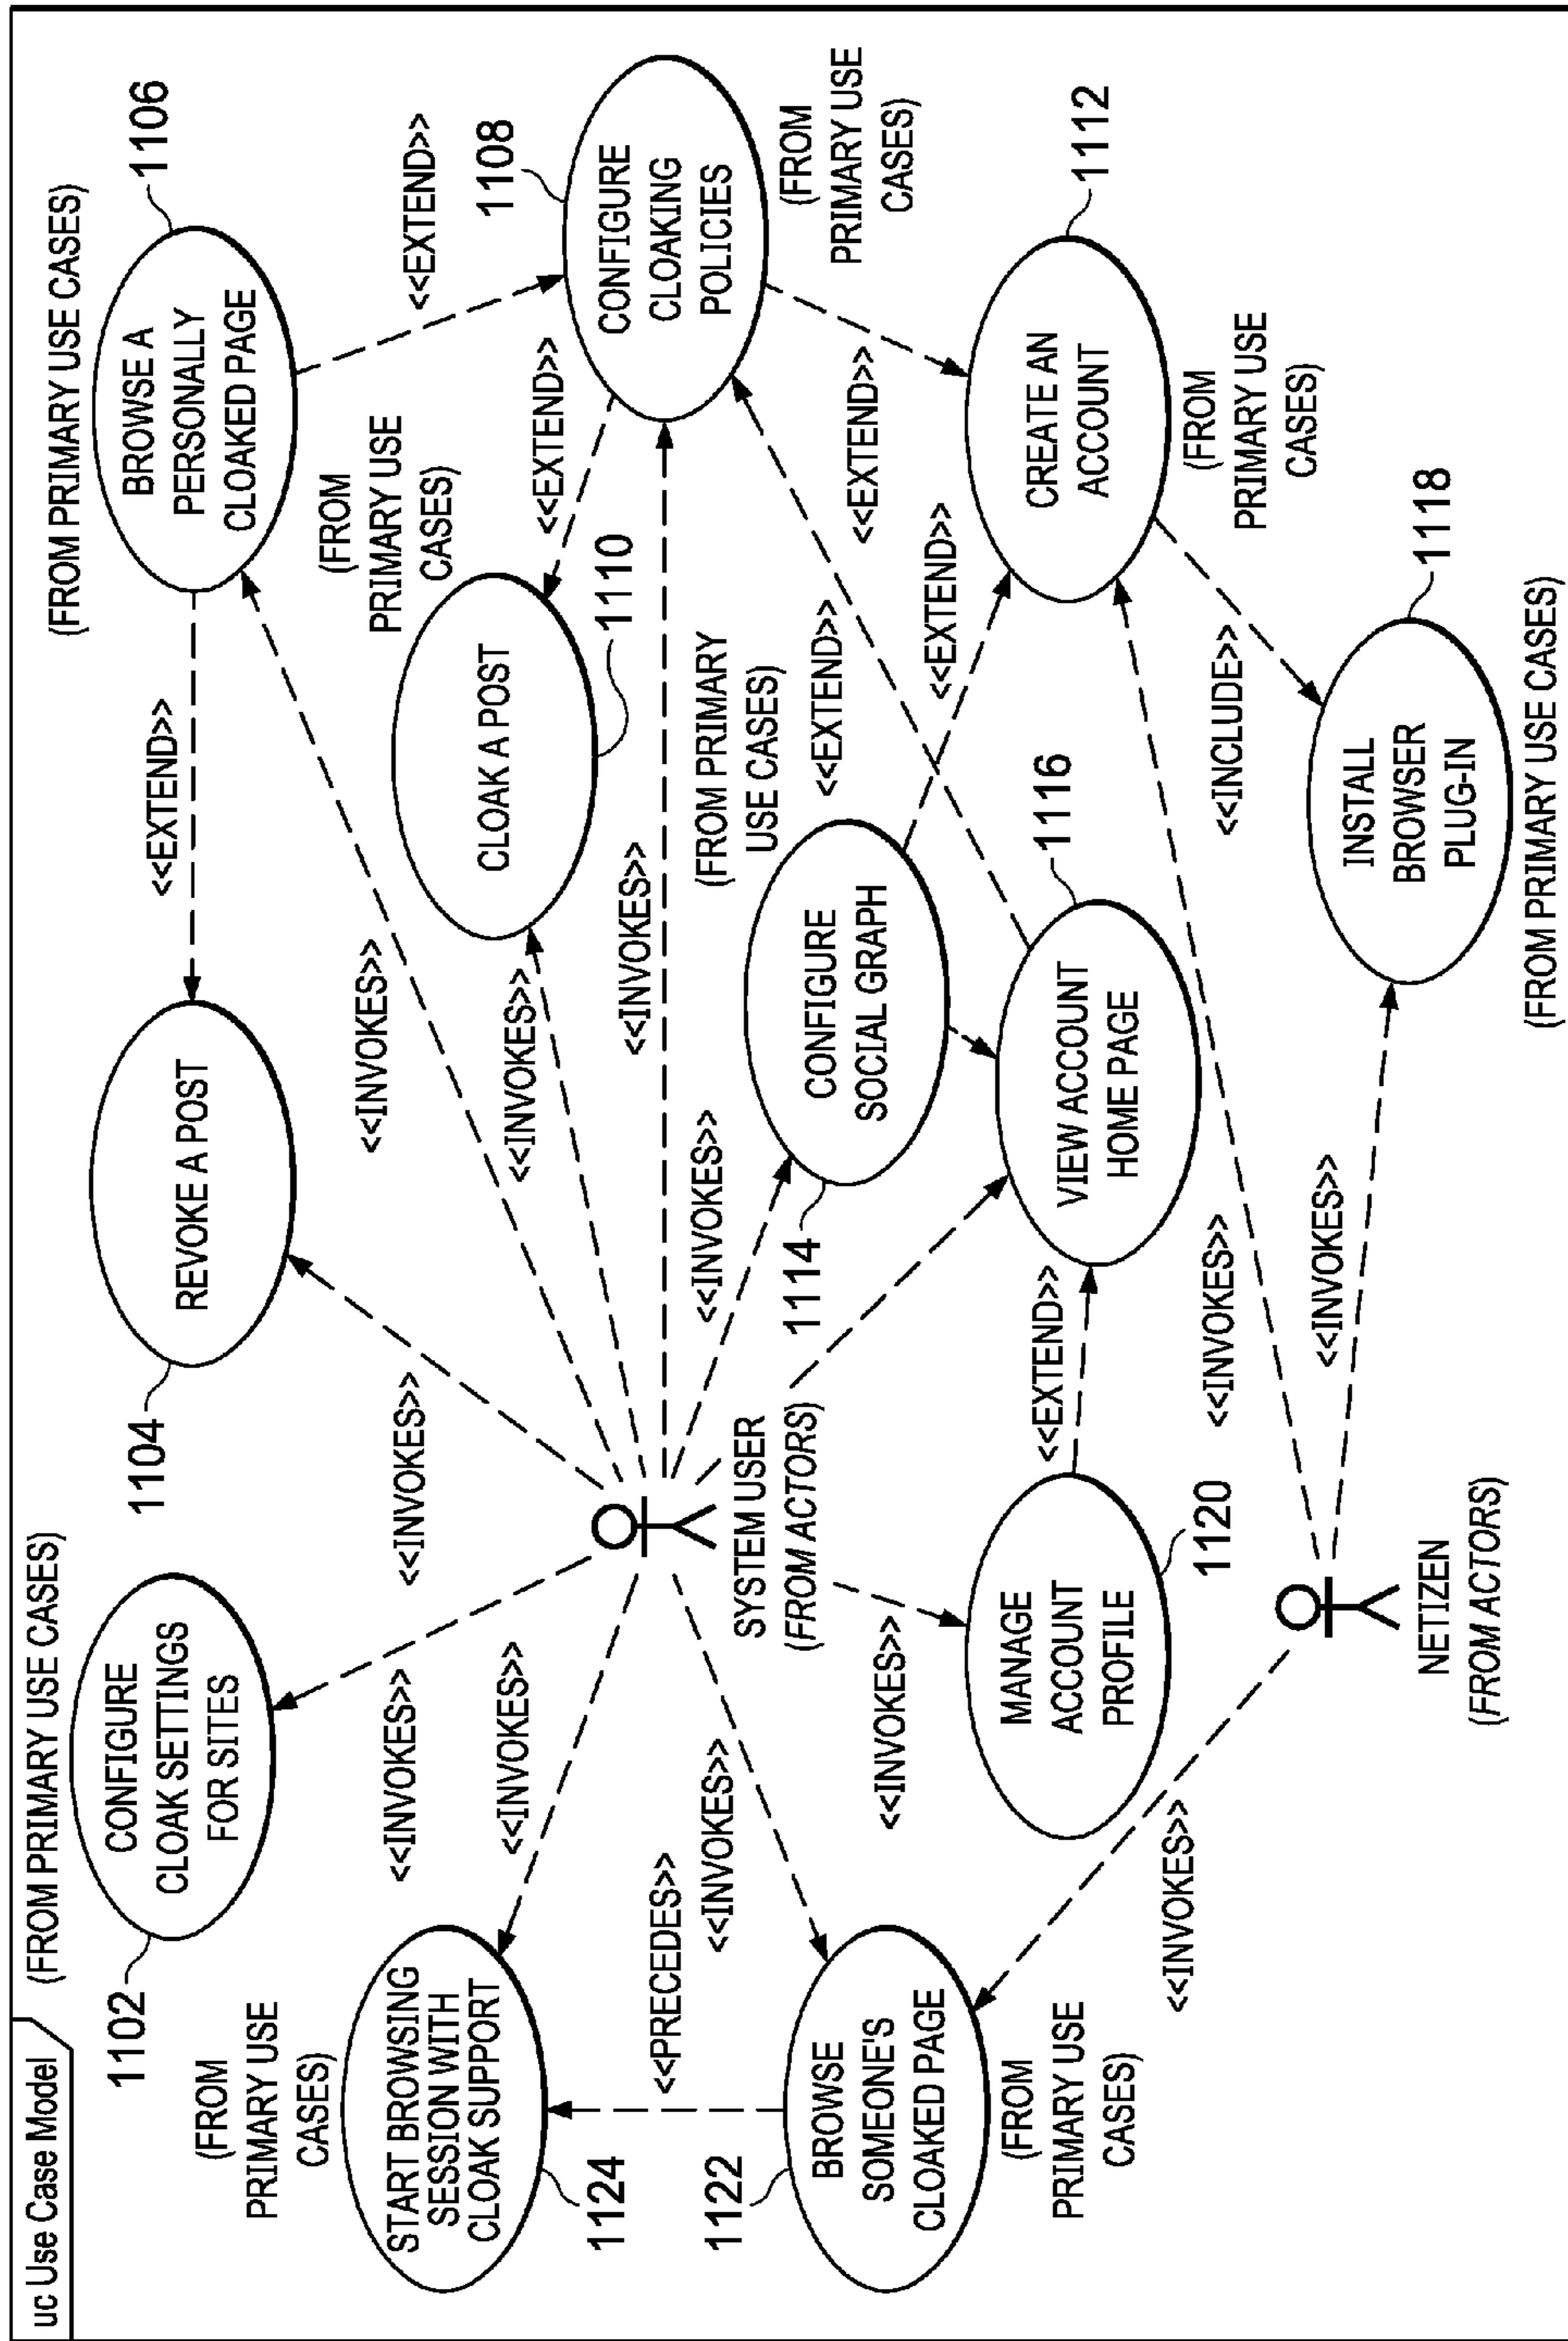 uc Use Case Model
(FROM PRIMARY USE CASES)
1102
CONFIGURE
CLOAK SETTINGS
FOR SITES
1104
REVOKE A POST
<<EXTEND>>
(FROM PRIMARY USE CASES)
1106
BROWSE A
PERSONALLY
CLOAKED PAGE
(FROM
PRIMARY USE
CASES)
START BROWSING
SESSION WITH
CLOAK SUPPORT
1124
<<INVOKES>>
<<INVOKES>>
<<INVOKES>>
<<INVOKES>>
<<INVOKES>>
(FROM
PRIMARY USE
CASES)
CLOAK A POST
1110
<<EXTEND>>
<<EXTEND>>
1108
CONFIGURE
CLOAKING
POLICIES
(FROM
PRIMARY USE
CASES)
<<PRECEDES>>
<<INVOKES>>
SYSTEM USER
(FROM ACTORS)
<<INVOKES>>
<<INVOKES>>
(FROM PRIMARY
USE CASES)
1122
BROWSE
SOMEONE'S
CLOAKED PAGE
(FROM
PRIMARY USE
CASES)
<<INVOKES>>
1114
CONFIGURE
SOCIAL GRAPH
<<EXTEND>>
<<EXTEND>>
<<EXTEND>>
MANAGE
ACCOUNT
PROFILE
1120
<<EXTEND>>
VIEW ACCOUNT
HOME PAGE
1116
CREATE AN
ACCOUNT
1112
(FROM
PRIMARY USE
CASES)
<<INVOKES>>
<<INVOKES>>
<<INVOKES>>
<<INCLUDE>>
NETIZEN
(FROM ACTORS)
INSTALL
BROWSER
PLUG-IN
1118
(FROM PRIMARY USE CASES)